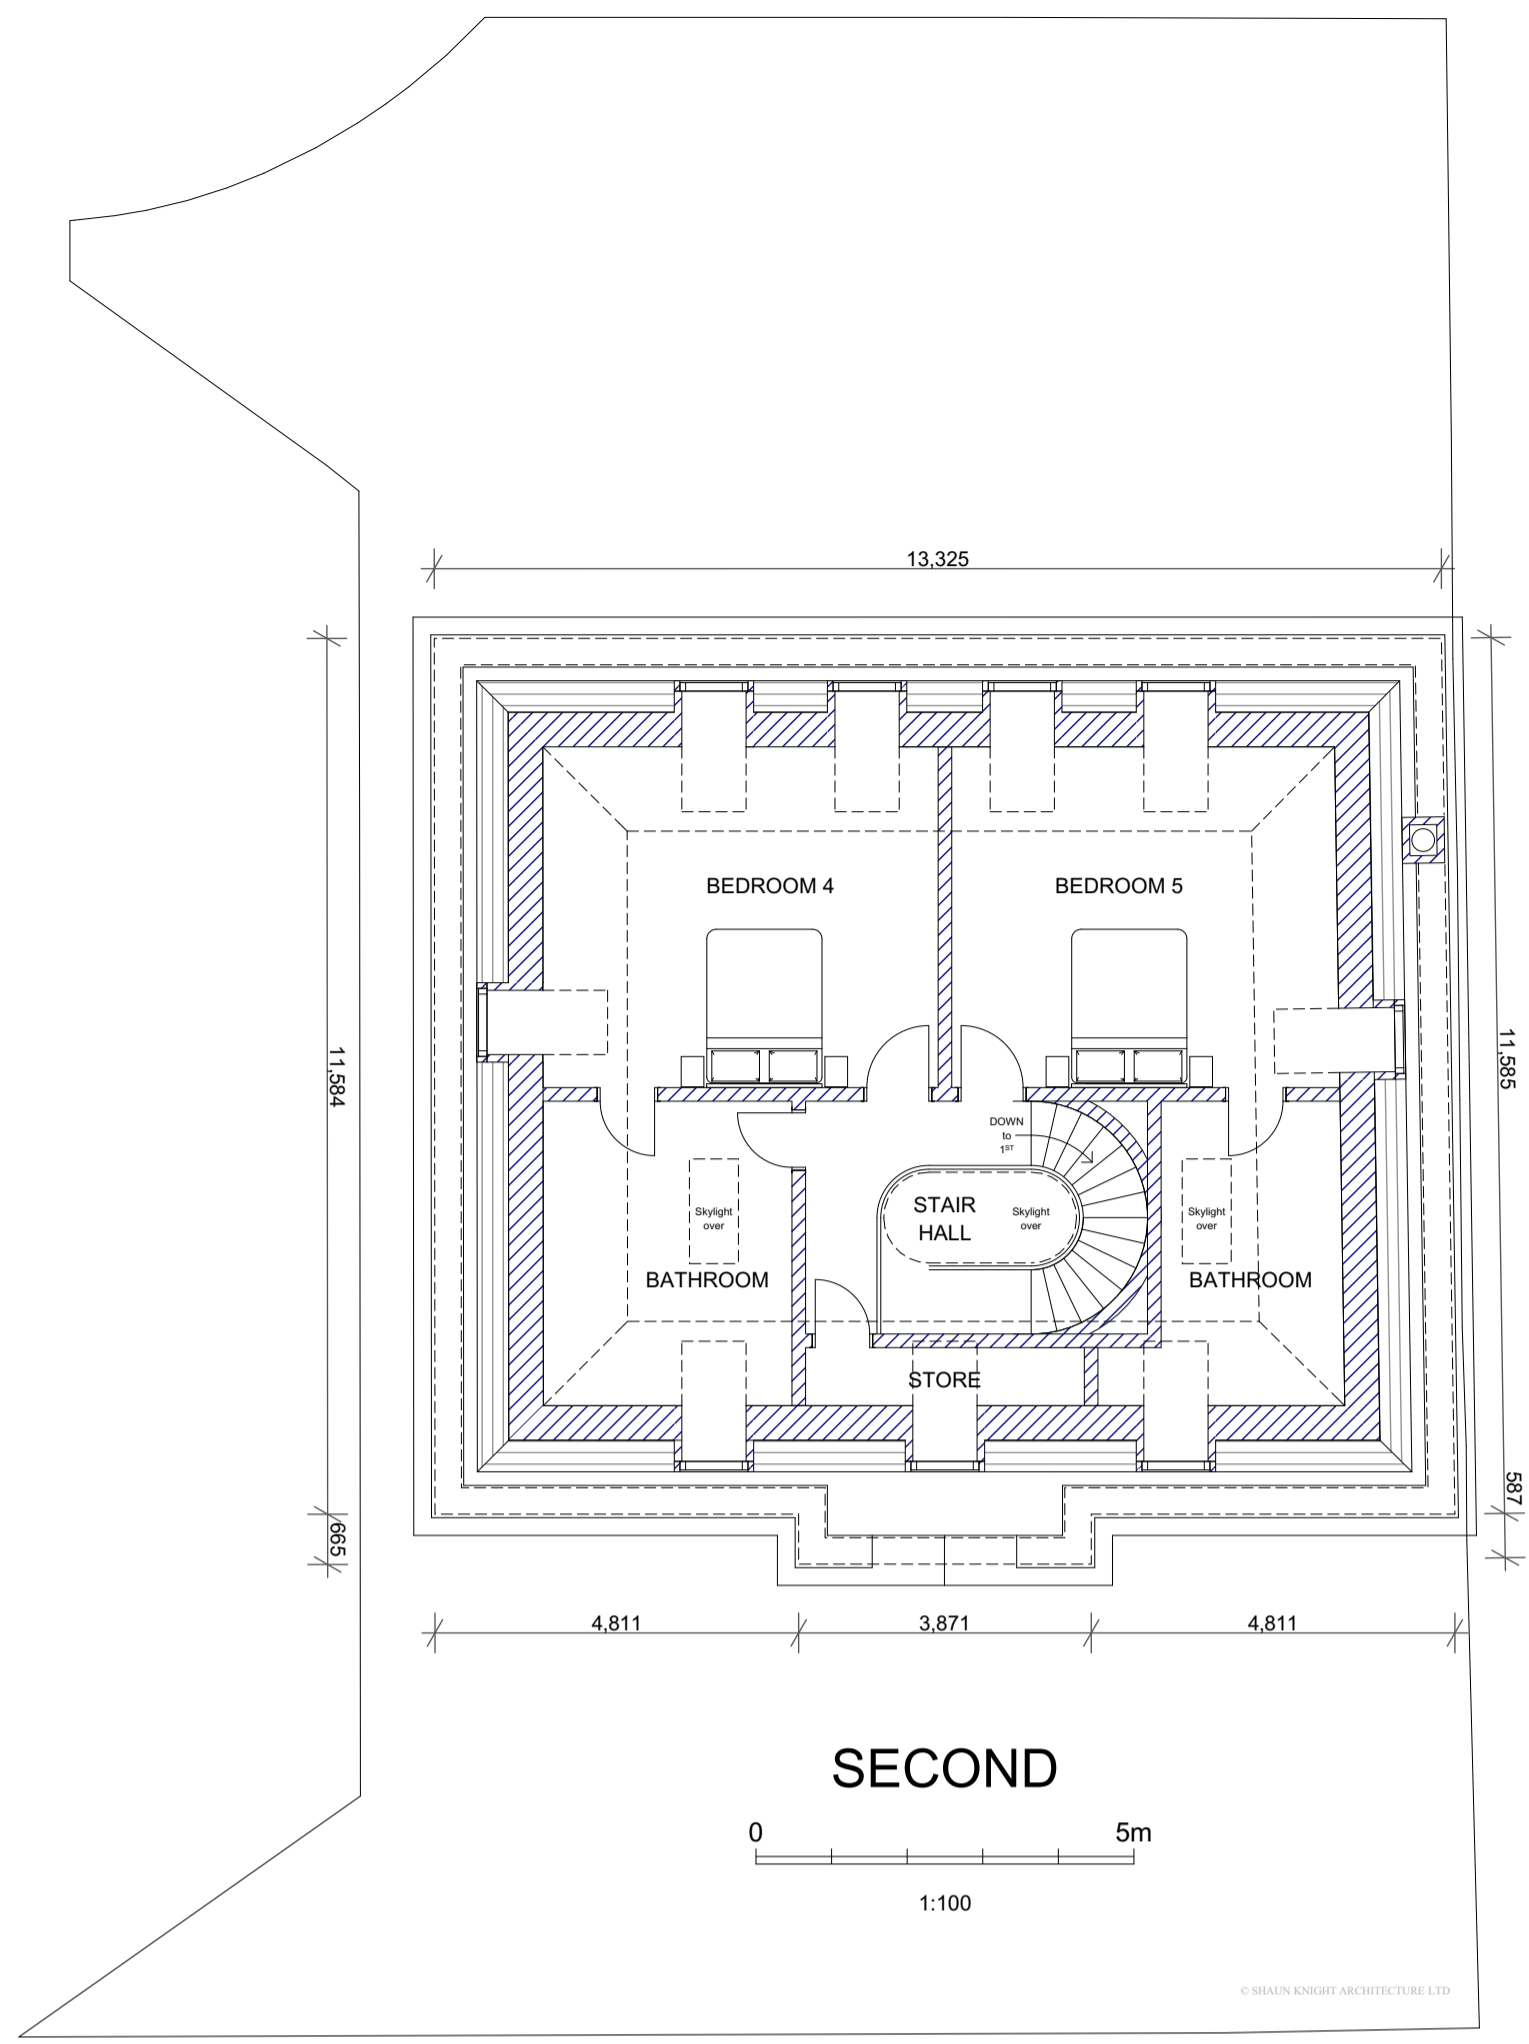 13,325
BEDROOM 4
BEDROOM 5
11,584
11,585
DOWN
to
1ST
STAIR
HALL
Skylight
over
Skylight
over
Skylight
over
BATHROOM
BATHROOM
STORE
665
587
4,811
3,871
4,811
SECOND
0
5m
1:100
© SHAUN KNIGHT ARCHITECTURE LTD